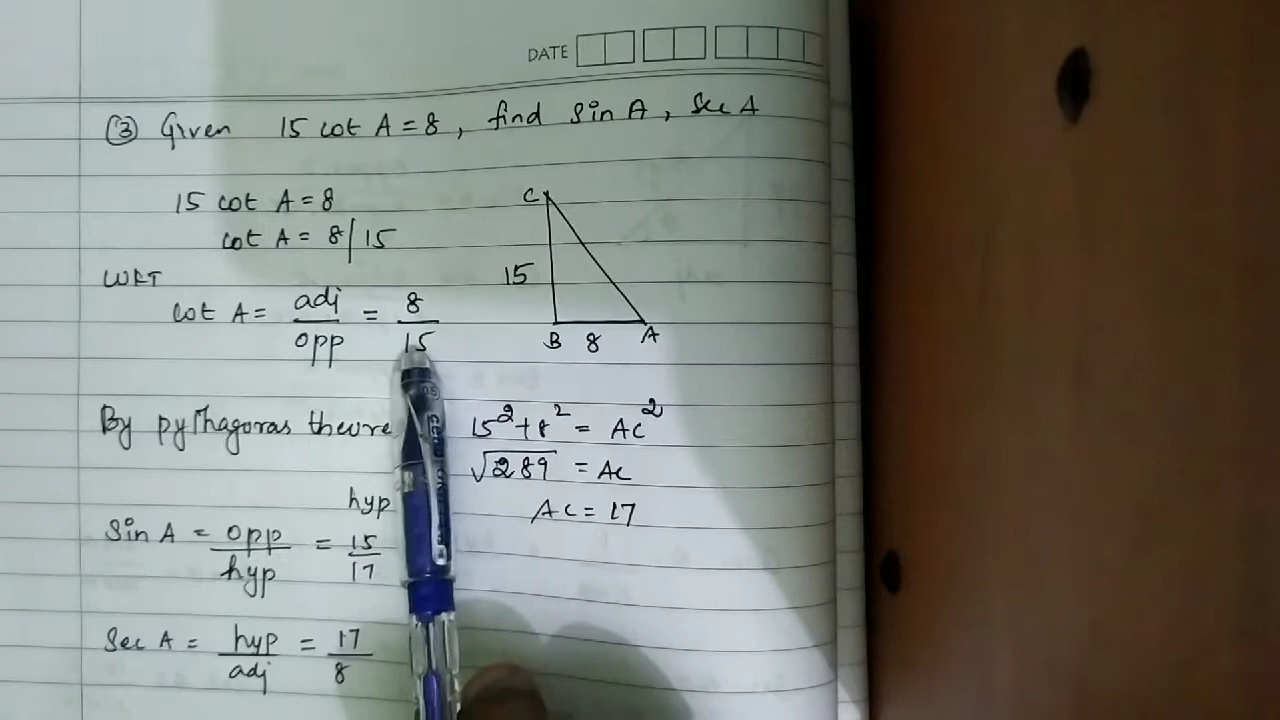 DATE
③ Given 15 cot A = 8, find sin A, sec A
15 cot A = 8
cot A = 8/15
WKT
cot A = adj/opp = 8/15
C
15
B 8 A
By pythagoras theore
15² + 8² = AC²
√289 = AC
hyp
AC = 17
sin A = opp/hyp = 15/17
Sec A = hyp/adj = 17/8